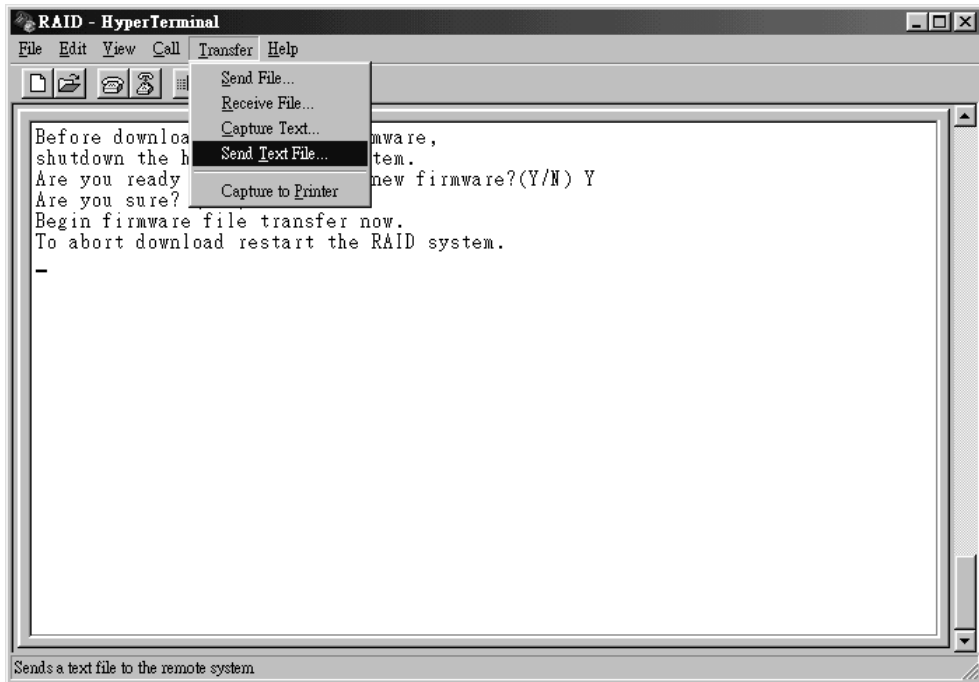 RAID - HyperTerminal
File Edit View Call Transfer Help
Send File...
Receive File...
Capture Text...
Send Text File...
Capture to Printer
Before downloa mware,
shutdown the h tem.
Are you ready new firmware?(Y/N) Y
Are you sure?
Begin firmware file transfer now.
To abort download restart the RAID system.
Sends a text file to the remote system